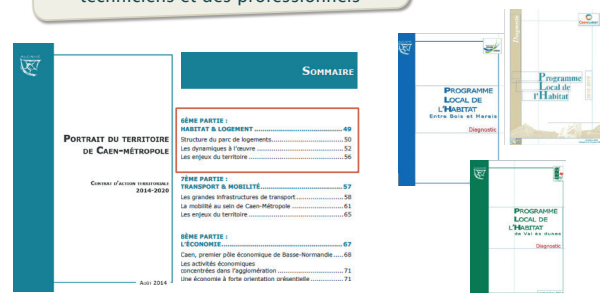 techniciens et des professionnels
PORTRAIT DU TERRITOIRE
DE CAEN-MÉTROPOLE
CONTRAT D'ACTION TERRITORIALE
2014-2020
AOÛT 2014
SOMMAIRE
6ÈME PARTIE :
HABITAT & LOGEMENT ........ 49
Structure du parc de logements ........ 50
Les dynamiques à l'œuvre ........ 52
Les enjeux du territoire ........ 56
7ÈME PARTIE :
TRANSPORT & MOBILITÉ ........ 57
Les grandes infrastructures de transport ........ 58
La mobilité au sein de Caen-Métropole ........ 61
Les enjeux du territoire ........ 65
8ÈME PARTIE :
L'ÉCONOMIE ........ 67
Caen, premier pôle économique de Basse-Normandie ..... 68
Les activités économiques
concentrées dans l'agglomération ........ 71
Une économie à forte orientation présentielle ........ 71
PROGRAMME
LOCAL DE
L'HABITAT
Entre Bois et Marais
Diagnostic
Diagnostic
Programme
Local de
l'Habitat
PROGRAMME
LOCAL DE
L'HABITAT
de Val ès dunes
Diagnostic